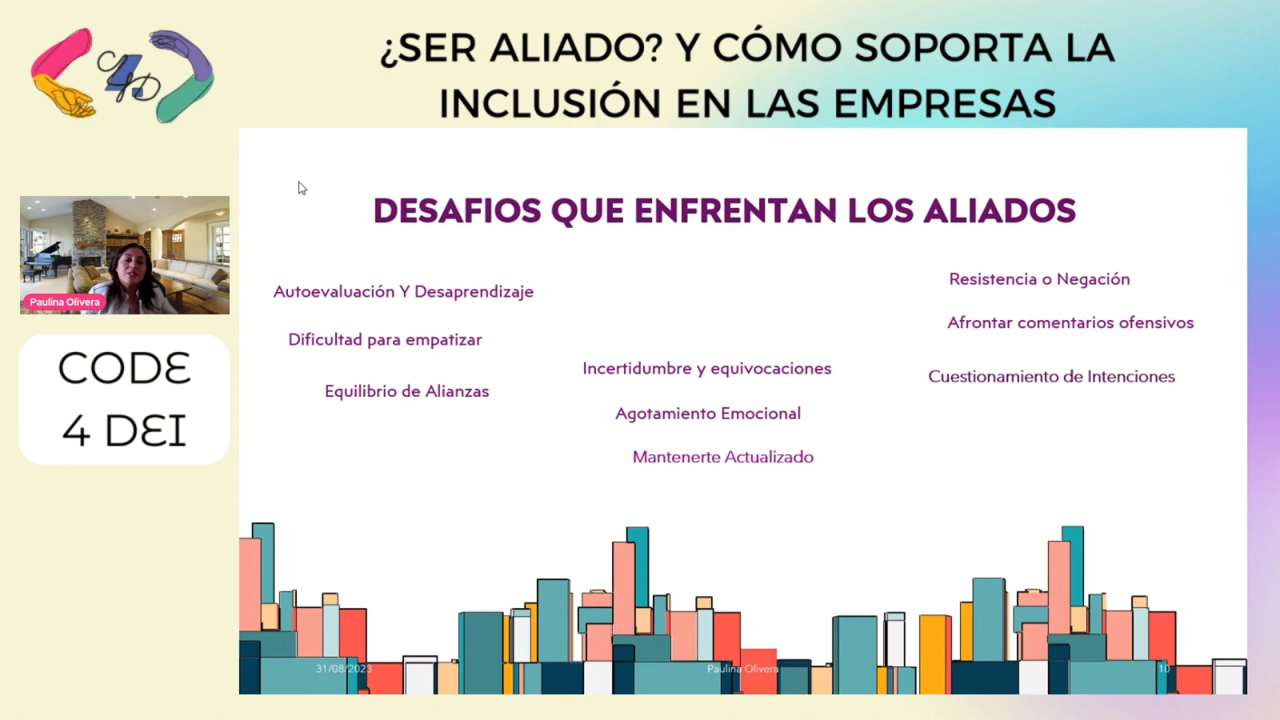 ¿SER ALIADO? Y CÓMO SOPORTA LA
INCLUSIÓN EN LAS EMPRESAS
Paulina Olivera
CODE
4 DEI
DESAFIOS QUE ENFRENTAN LOS ALIADOS
Autoevaluación Y Desaprendizaje
Dificultad para empatizar
Equilibrio de Alianzas
Incertidumbre y equivocaciones
Agotamiento Emocional
Mantenerte Actualizado
Resistencia o Negación
Afrontar comentarios ofensivos
Cuestionamiento de Intenciones
31/08/2023
Paulina Olivera
10